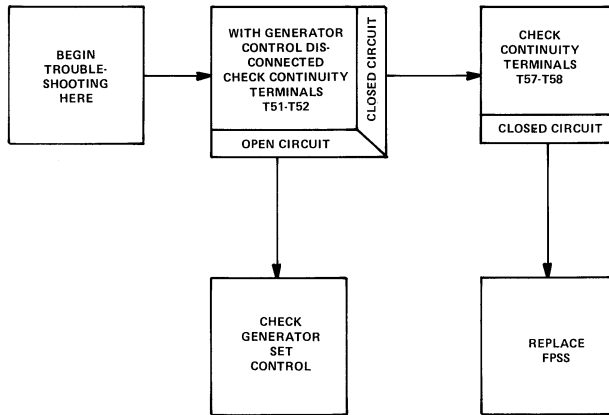 BEGIN
TROUBLE-
SHOOTING
HERE
WITH GENERATOR
CONTROL DIS-
CONNECTED
CHECK CONTINUITY
TERMINALS
T51-T52
CLOSED CIRCUIT
OPEN CIRCUIT
CHECK
CONTINUITY
TERMINALS
T57-T58
CLOSED CIRCUIT
CHECK
GENERATOR
SET
CONTROL
REPLACE
FPSS